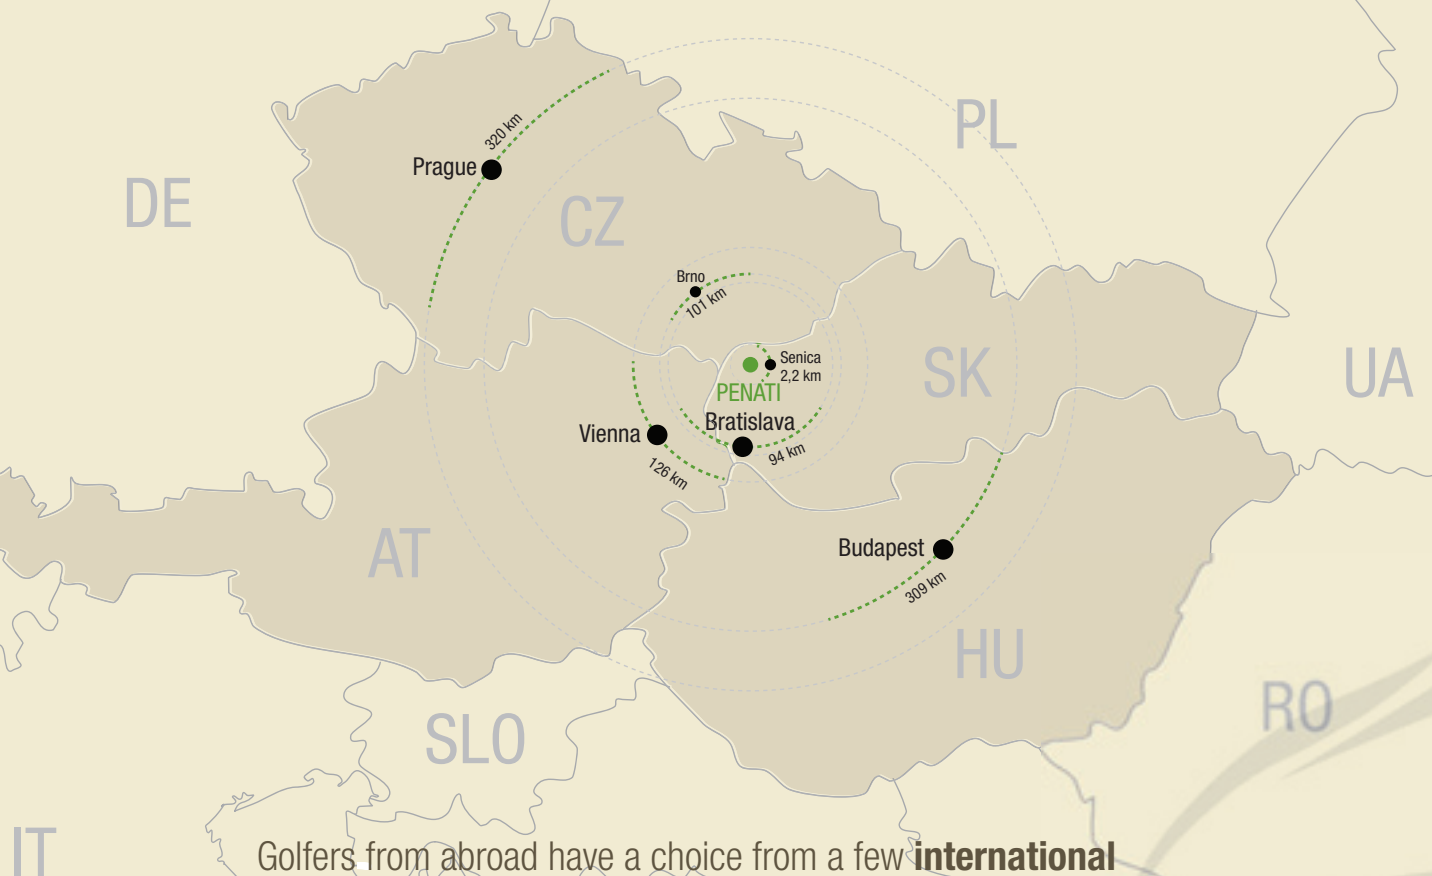 PL
320 km
Prague
DE
CZ
Brno
101 km
Senica
2,2 km
SK
UA
PENATI
Bratislava
Vienna
94 km
126 km
AT
Budapest
309 km
HU
RO
SLO
IT
Golfers from abroad have a choice from a few international